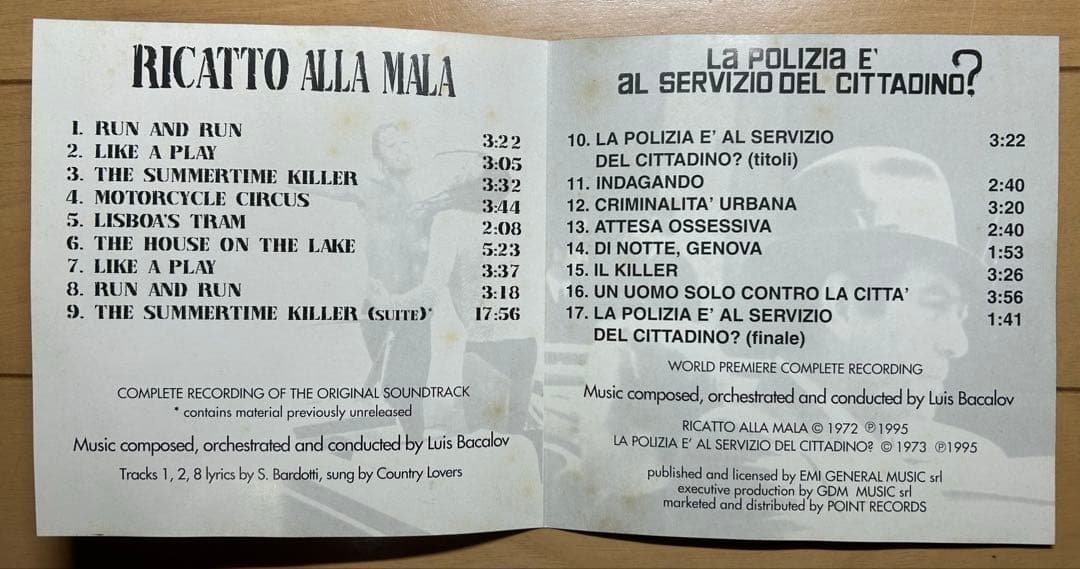 RICATTO ALLA MALA
1. RUN AND RUN 3:22
2. LIKE A PLAY 3:05
3. THE SUMMERTIME KILLER 3:32
4. MOTORCYCLE CIRCUS 3:44
5. LISBOA'S TRAM 2:08
6. THE HOUSE ON THE LAKE 5:23
7. LIKE A PLAY 3:37
8. RUN AND RUN 3:18
9. THE SUMMERTIME KILLER (SUITE)* 17:56
COMPLETE RECORDING OF THE ORIGINAL SOUNDTRACK
* contains material previously unreleased
Music composed, orchestrated and conducted by Luis Bacalov
Tracks 1, 2, 8 lyrics by S. Bardotti, sung by Country Lovers
La POLIZIA E'
aL SERVIZIO DEL CITTADINO?
10. LA POLIZIA E' AL SERVIZIO 3:22
DEL CITTADINO? (titoli)
11. INDAGANDO 2:40
12. CRIMINALITA' URBANA 3:20
13. ATTESA OSSESSIVA 2:40
14. DI NOTTE, GENOVA 1:53
15. IL KILLER 3:26
16. UN UOMO SOLO CONTRO LA CITTA' 3:56
17. LA POLIZIA E' AL SERVIZIO 1:41
DEL CITTADINO? (finale)
WORLD PREMIERE COMPLETE RECORDING
Music composed, orchestrated and conducted by Luis Bacalov
RICATTO ALLA MALA © 1972 ℗1995
LA POLIZIA E' AL SERVIZIO DEL CITTADINO? © 1973 ℗1995
published and licensed by EMI GENERAL MUSIC srl
executive production by GDM MUSIC srl
marketed and distributed by POINT RECORDS